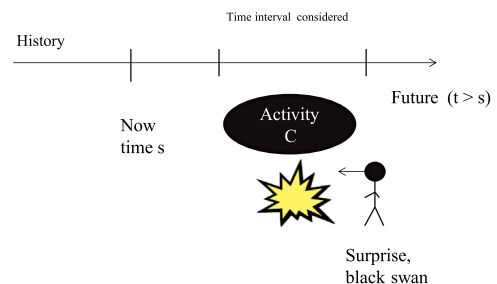 Time interval considered
History
Future (t > s)
Now
time s
Activity
C
Surprise,
black swan